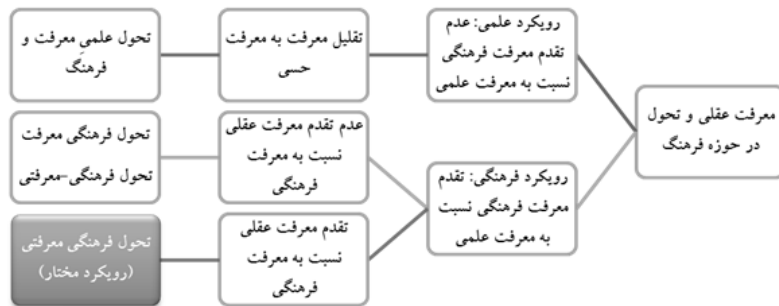 معرفت عقلی و تحول
در حوزه فرهنگ
رویکرد علمی: عدم
تقدم معرفت فرهنگی
نسبت به معرفت علمی
تقلیل معرفت به معرفت
حسی
تحول علمیِ معرفت و
فرهنگ
رویکرد فرهنگی: تقدم
معرفت فرهنگی نسبت
به معرفت علمی
عدم تقدم معرفت عقلی
نسبت به معرفت
فرهنگی
تحول فرهنگی معرفت
تحول فرهنگی-معرفتی
تقدم معرفت عقلی
نسبت به معرفت
فرهنگی
تحول فرهنگی معرفتی
(رویکرد مختار)